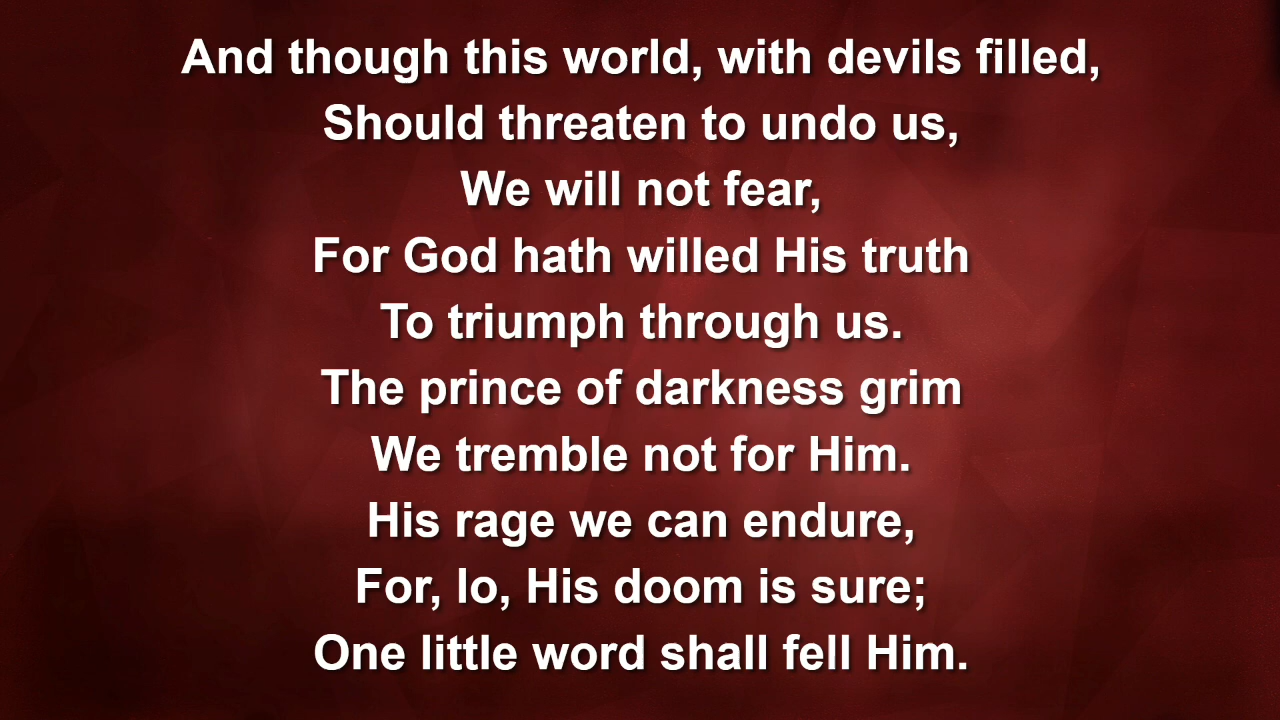 And though this world, with devils filled,
Should threaten to undo us,
We will not fear,
For God hath willed His truth
To triumph through us.
The prince of darkness grim
We tremble not for Him.
His rage we can endure,
For, lo, His doom is sure;
One little word shall fell Him.